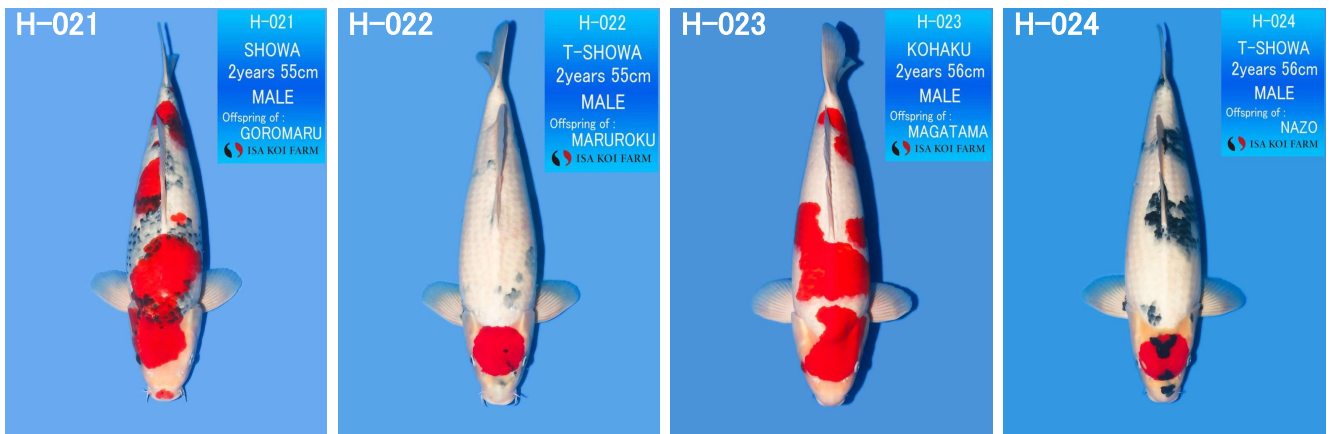 H-021
H-021
SHOWA
2years 55cm
MALE
Offspring of :
GOROMARU
ISA KOI FARM
H-022
H-022
T-SHOWA
2years 55cm
MALE
Offspring of :
MARUROKU
ISA KOI FARM
H-023
H-023
KOHAKU
2years 56cm
MALE
Offspring of :
MAGATAMA
ISA KOI FARM
H-024
H-024
T-SHOWA
2years 56cm
MALE
Offspring of :
NAZO
ISA KOI FARM